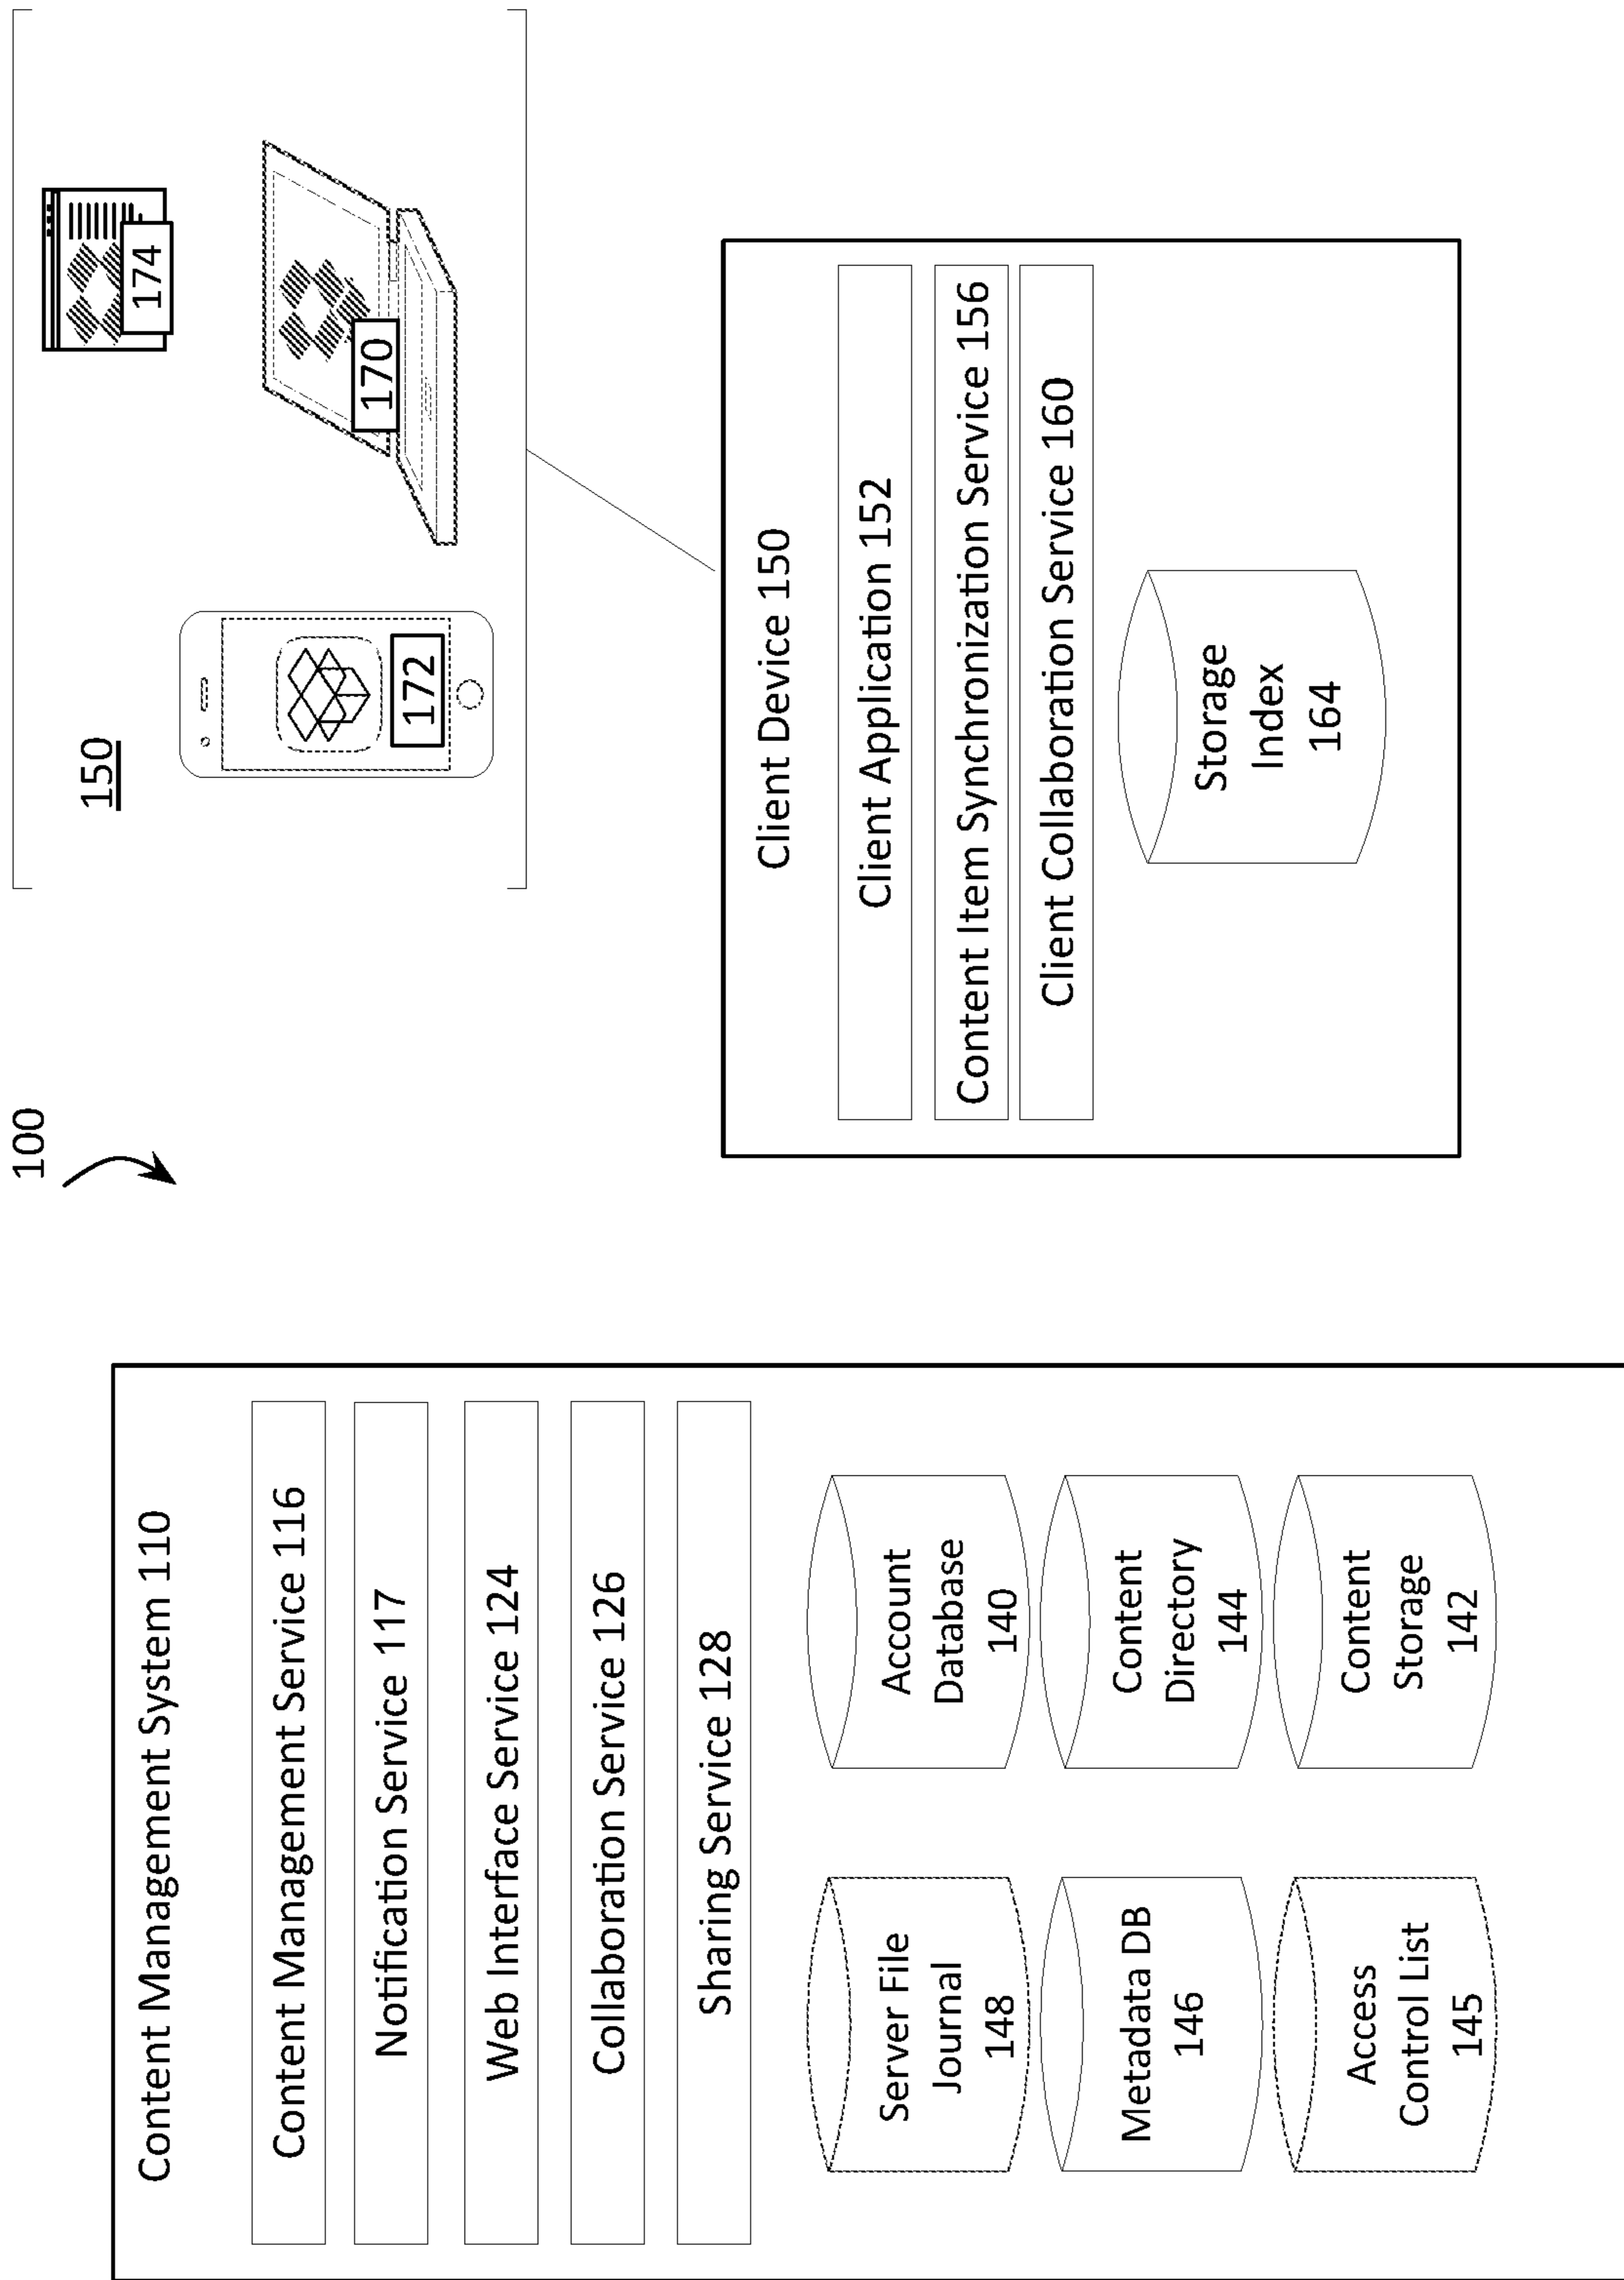 100
Content Management System 110
Content Management Service 116
Notification Service 117
Web Interface Service 124
Collaboration Service 126
Sharing Service 128
Server File
Journal
148
Account
Database
140
Metadata DB
146
Content
Directory
144
Access
Control List
145
Content
Storage
142
150
172
170
174
Client Device 150
Client Application 152
Content Item Synchronization Service 156
Client Collaboration Service 160
Storage
Index
164